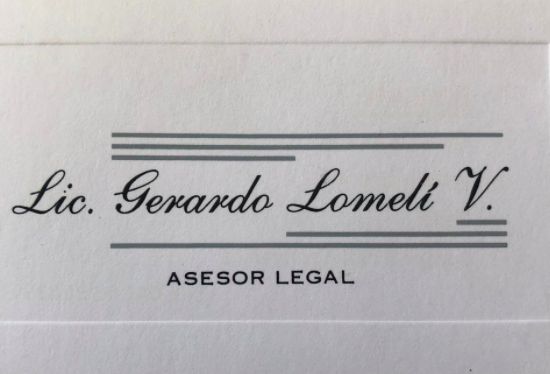 Lic. Gerardo Lomelí V.
ASESOR LEGAL